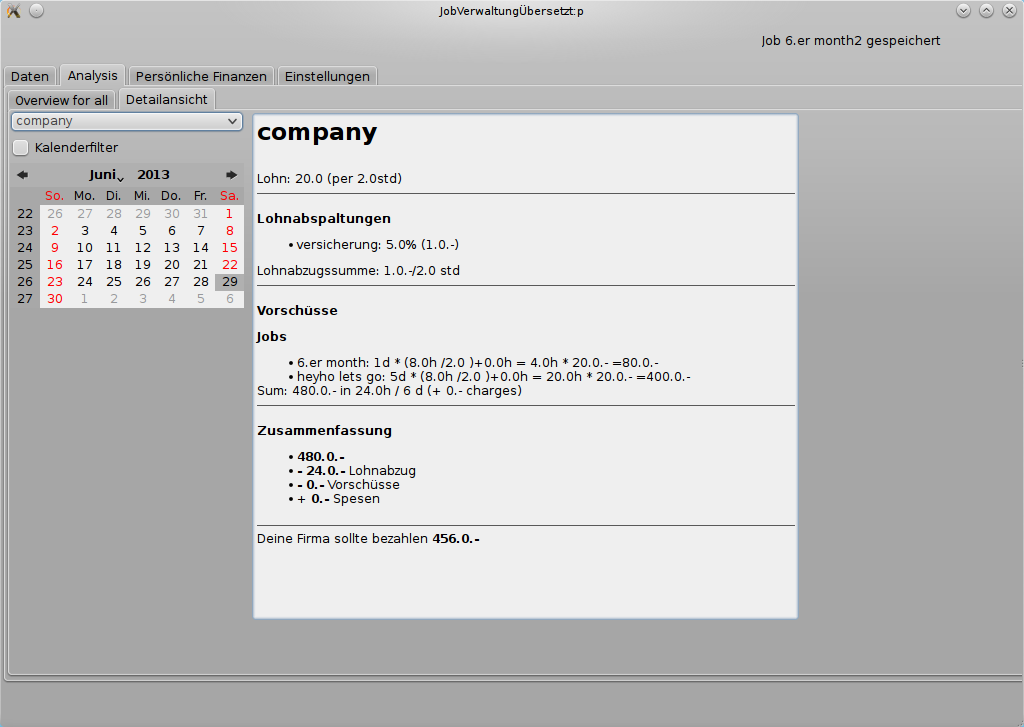 JobVerwaltungÜbersetzt:p
Job 6.er month2 gespeichert
Daten Analysis Persönliche Finanzen Einstellungen
Overview for all Detailansicht
company
Kalenderfilter
Juni 2013
So. Mo. Di. Mi. Do. Fr. Sa.
22 26 27 28 29 30 31 1
23 2 3 4 5 6 7 8
24 9 10 11 12 13 14 15
25 16 17 18 19 20 21 22
26 23 24 25 26 27 28 29
27 30 1 2 3 4 5 6
company
Lohn: 20.0 (per 2.0std)
Lohnabspaltungen
• versicherung: 5.0% (1.0.-)
Lohnabzugssumme: 1.0.-/2.0 std
Vorschüsse
Jobs
• 6.er month: 1d * (8.0h /2.0 )+0.0h = 4.0h * 20.0.- =80.0.-
• heyho lets go: 5d * (8.0h /2.0 )+0.0h = 20.0h * 20.0.- =400.0.-
Sum: 480.0.- in 24.0h / 6 d (+ 0.- charges)
Zusammenfassung
• 480.0.-
• - 24.0.- Lohnabzug
• - 0.- Vorschüsse
• + 0.- Spesen
Deine Firma sollte bezahlen 456.0.-